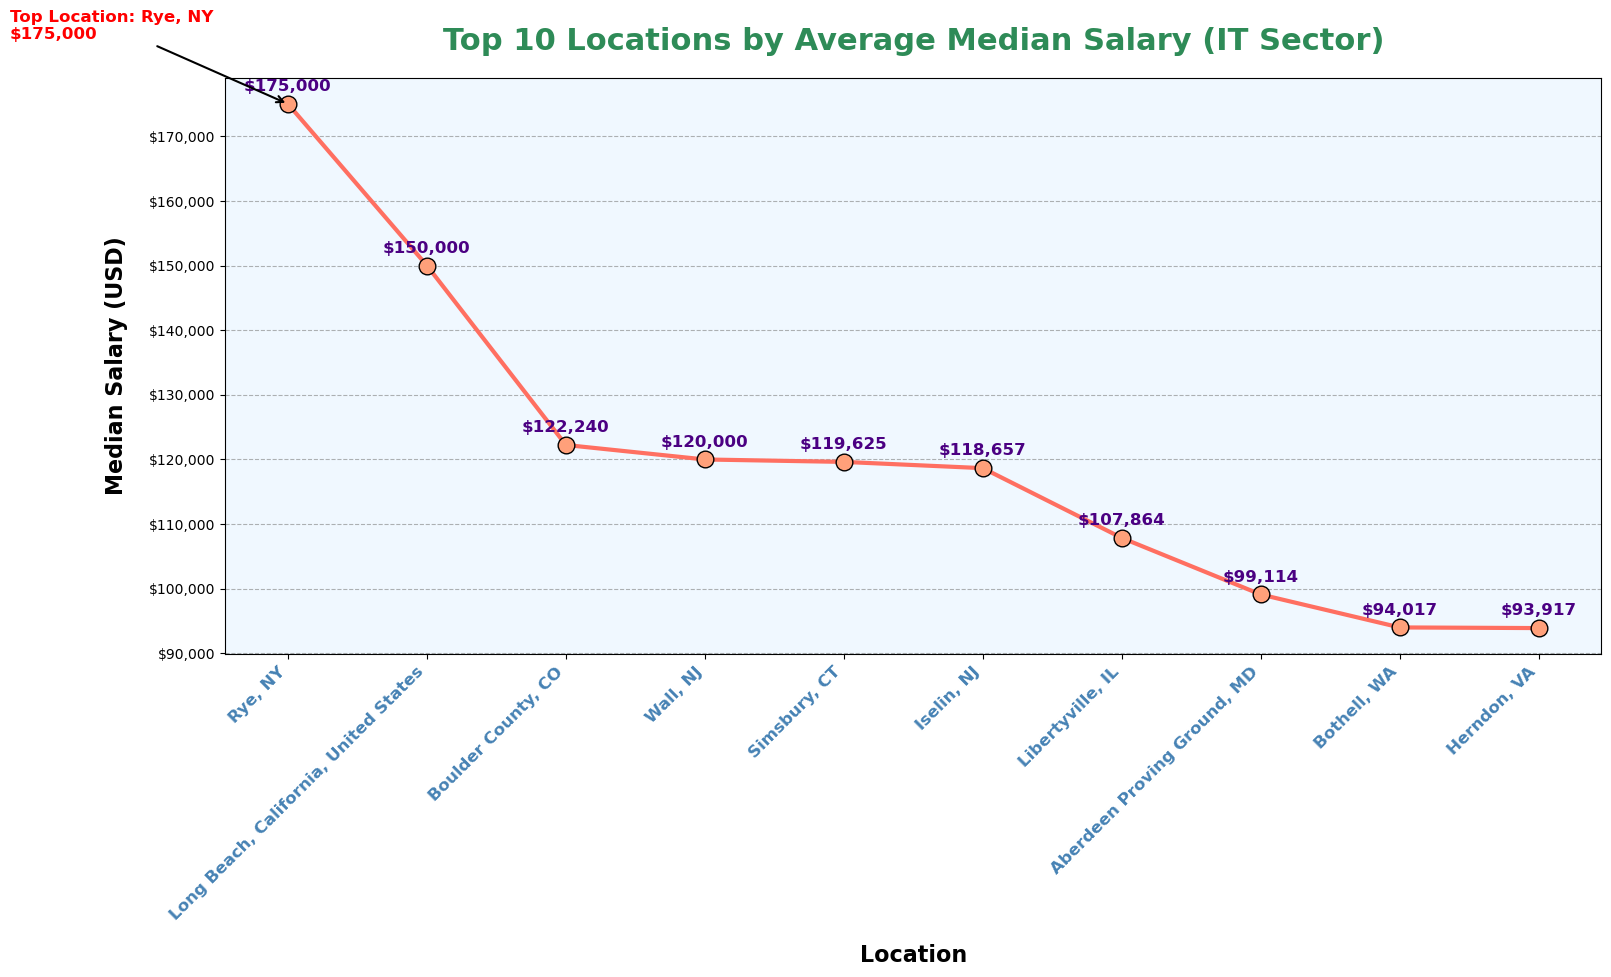 Top Location: Rye, NY
$175,000
Top 10 Locations by Average Median Salary (IT Sector)
Median Salary (USD)
$170,000
$160,000
$150,000
$140,000
$130,000
$120,000
$110,000
$100,000
$90,000
$175,000
$150,000
$122,240
$120,000
$119,625
$118,657
$107,864
$99,114
$94,017
$93,917
Rye, NY
Long Beach, California, United States
Boulder County, CO
Wall, NJ
Simsbury, CT
Iselin, NJ
Libertyville, IL
Aberdeen Proving Ground, MD
Bothell, WA
Herndon, VA
Location